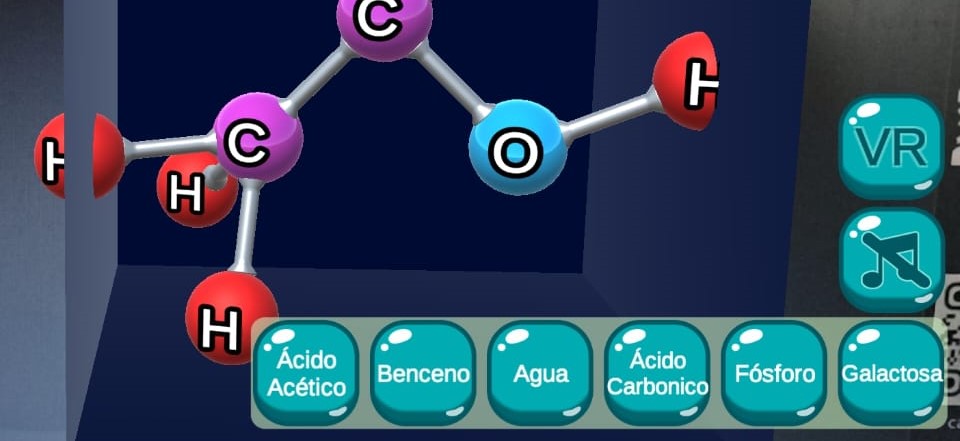 C
H
C
O
H
H
H
VR
Ácido
Acético
Benceno
Agua
Ácido
Carbonico
Fósforo
Galactosa